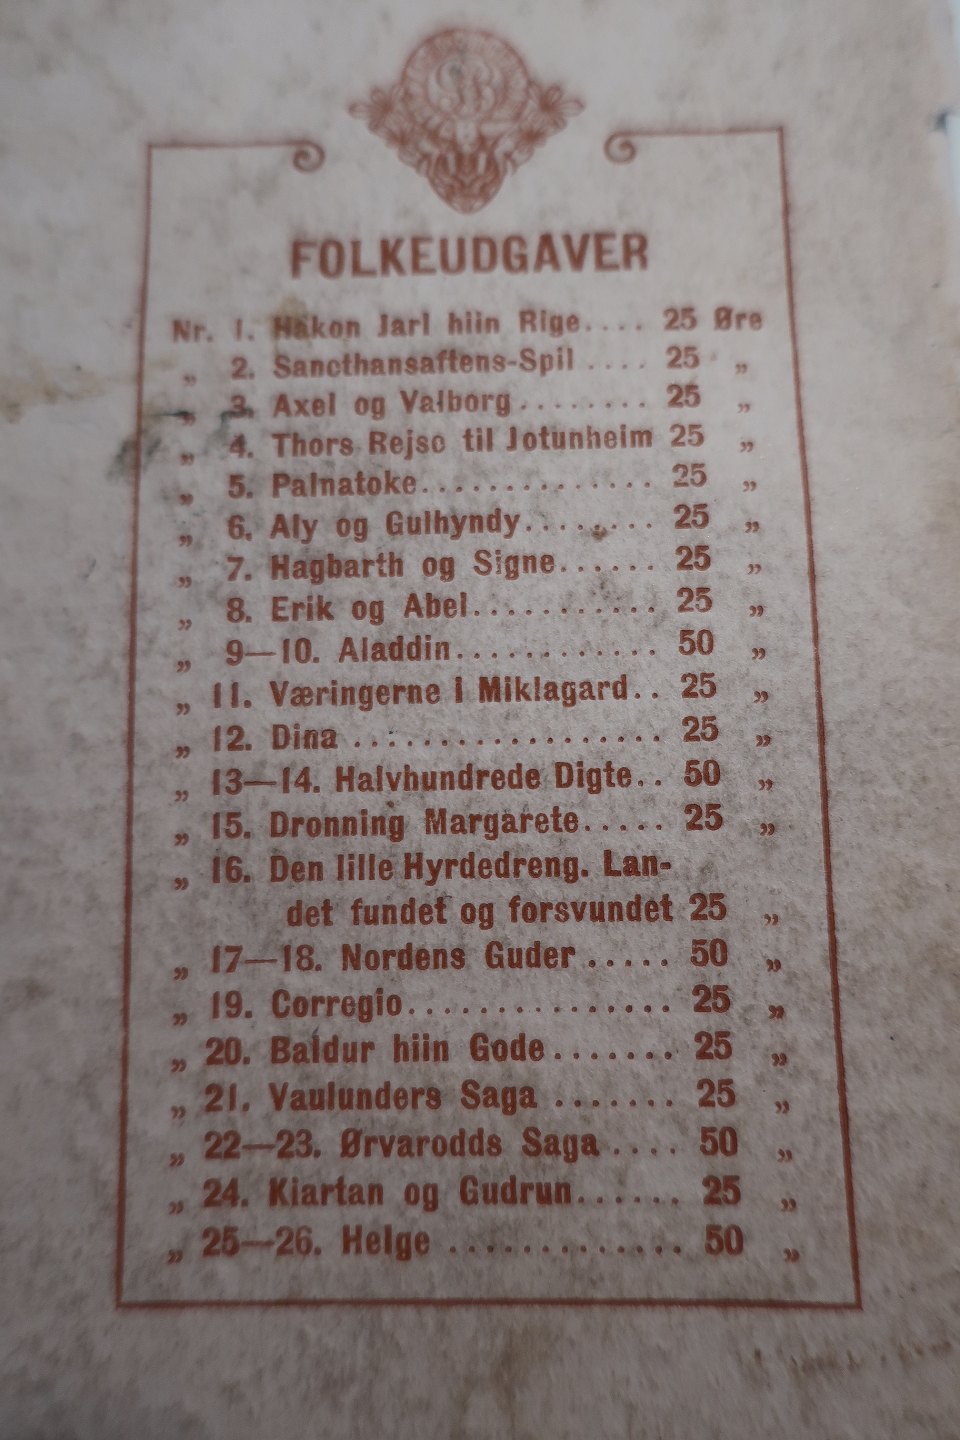 FOLKEUDGAVER
Nr. 1. Hakon Jarl hiin Rige.... 25 Øre
„ 2. Sancthansaftens-Spil .... 25 „
„ 3. Axel og Valborg........ 25 „
„ 4. Thors Rejse til Jotunheim 25 „
„ 5. Palnatoke.............. 25 „
„ 6. Aly og Gulhyndy........ 25 „
„ 7. Hagbarth og Signe...... 25 „
„ 8. Erik og Abel........... 25 „
„ 9—10. Aladdin............ 50 „
„ 11. Væringerne i Miklagard.. 25 „
„ 12. Dina .................. 25 „
„ 13—14. Halvhundrede Digte.. 50 „
„ 15. Dronning Margarete..... 25 „
„ 16. Den lille Hyrdedreng. Lan-
det fundet og forsvundet 25 „
„ 17—18. Nordens Guder ..... 50 „
„ 19. Corregio............... 25 „
„ 20. Baldur hiin Gode....... 25 „
„ 21. Vaulunders Saga ....... 25 „
„ 22—23. Ørvarodds Saga .... 50 „
„ 24. Kiartan og Gudrun...... 25 „
„ 25—26. Helge ............. 50 „